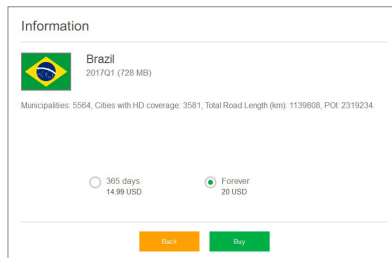 Information
Brazil
2017Q1 (728 MB)
Municipalities: 5564, Cities with HD coverage: 3581, Total Road Length (km): 1139808, POI: 2319234.
365 days
14.99 USD
Forever
20 USD
Back
Buy